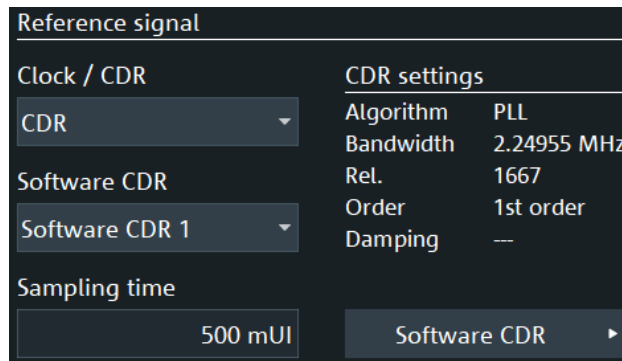 Reference signal
Clock / CDR
CDR
Software CDR
Software CDR 1
Sampling time
500 mUI
CDR settings
Algorithm PLL
Bandwidth 2.24955 MHz
Rel. 1667
Order 1st order
Damping ---
Software CDR